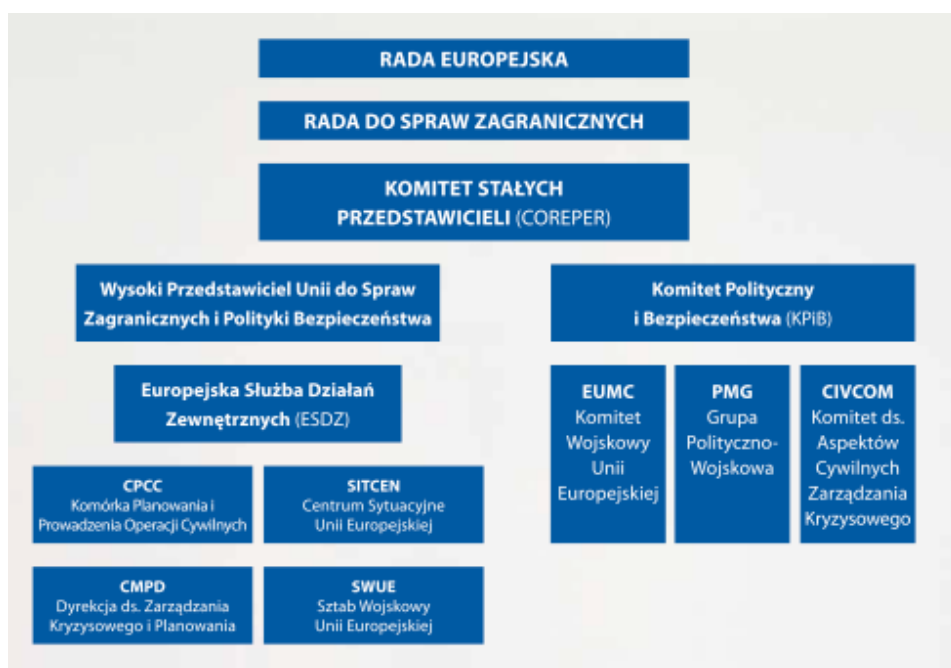 RADA EUROPEJSKA
RADA DO SPRAW ZAGRANICZNYCH
KOMITET STAŁYCH
PRZEDSTAWICIELI (COREPER)
Wysoki Przedstawiciel Unii do Spraw
Zagranicznych i Polityki Bezpieczeństwa
Komitet Polityczny
i Bezpieczeństwa (KPiB)
Europejska Służba Działań
Zewnętrznych (ESDZ)
EUMC
Komitet
Wojskowy
Unii
Europejskiej
PMG
Grupa
Polityczno-
Wojskowa
CIVCOM
Komitet ds.
Aspektów
Cywilnych
Zarządzania
Kryzysowego
CPCC
Komórka Planowania i
Prowadzenia Operacji Cywilnych
SITCEN
Centrum Sytuacyjne
Unii Europejskiej
CMPD
Dyrekcja ds. Zarządzania
Kryzysowego i Planowania
SWUE
Sztab Wojskowy
Unii Europejskiej